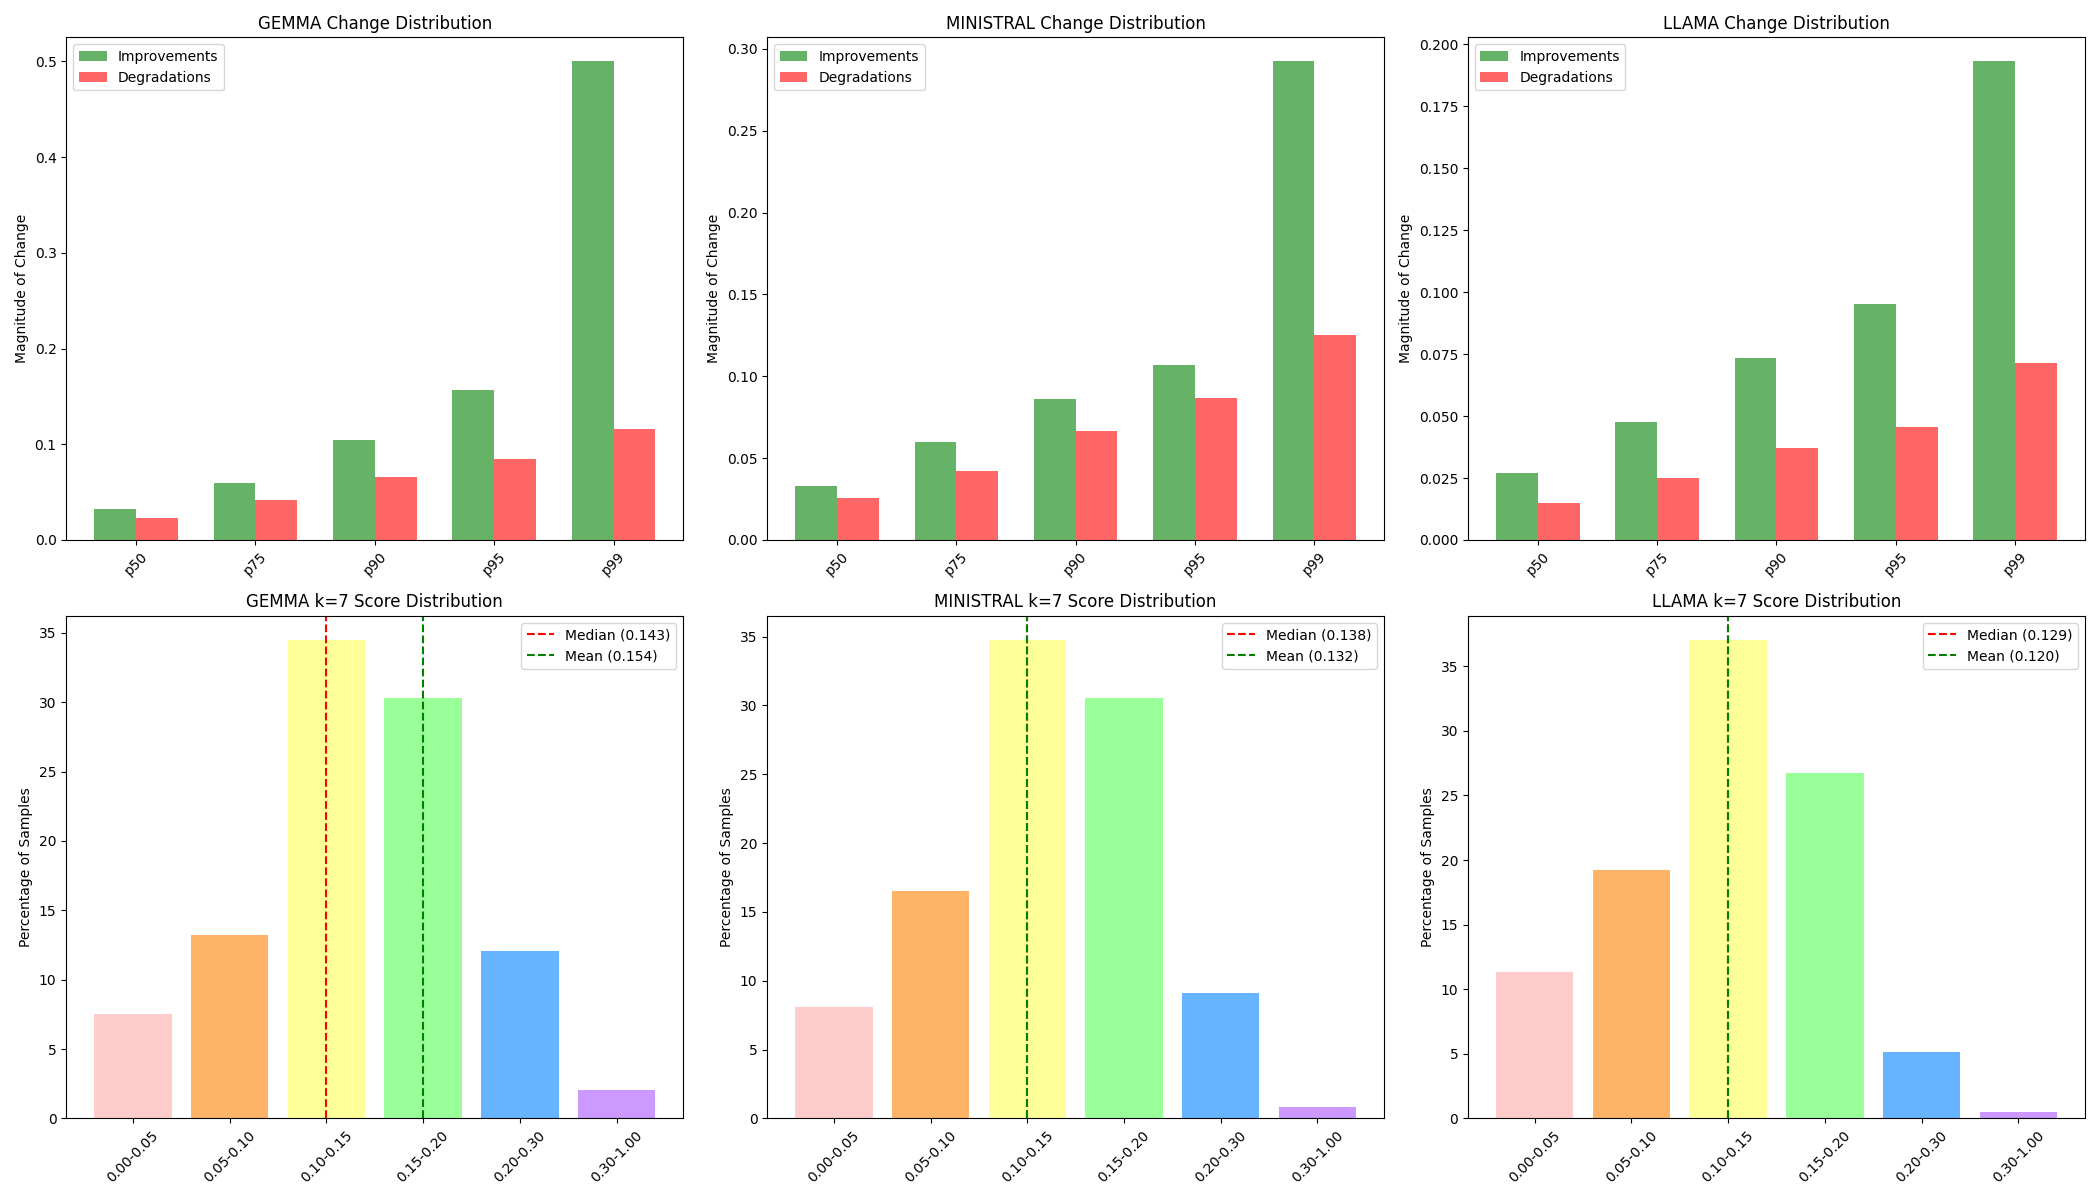 GEMMA Change Distribution
Improvements
Degradations
Magnitude of Change
0.5
0.4
0.3
0.2
0.1
0.0
p50 p75 p90 p95 p99
MINISTRAL Change Distribution
Improvements
Degradations
Magnitude of Change
0.30
0.25
0.20
0.15
0.10
0.05
0.00
p50 p75 p90 p95 p99
LLAMA Change Distribution
Improvements
Degradations
Magnitude of Change
0.200
0.175
0.150
0.125
0.100
0.075
0.050
0.025
0.000
p50 p75 p90 p95 p99
GEMMA k=7 Score Distribution
Median (0.143)
Mean (0.154)
Percentage of Samples
35
30
25
20
15
10
5
0
0.00-0.05 0.05-0.10 0.10-0.15 0.15-0.20 0.20-0.30 0.30-1.00
MINISTRAL k=7 Score Distribution
Median (0.138)
Mean (0.132)
Percentage of Samples
35
30
25
20
15
10
5
0
0.00-0.05 0.05-0.10 0.10-0.15 0.15-0.20 0.20-0.30 0.30-1.00
LLAMA k=7 Score Distribution
Median (0.129)
Mean (0.120)
Percentage of Samples
35
30
25
20
15
10
5
0
0.00-0.05 0.05-0.10 0.10-0.15 0.15-0.20 0.20-0.30 0.30-1.00